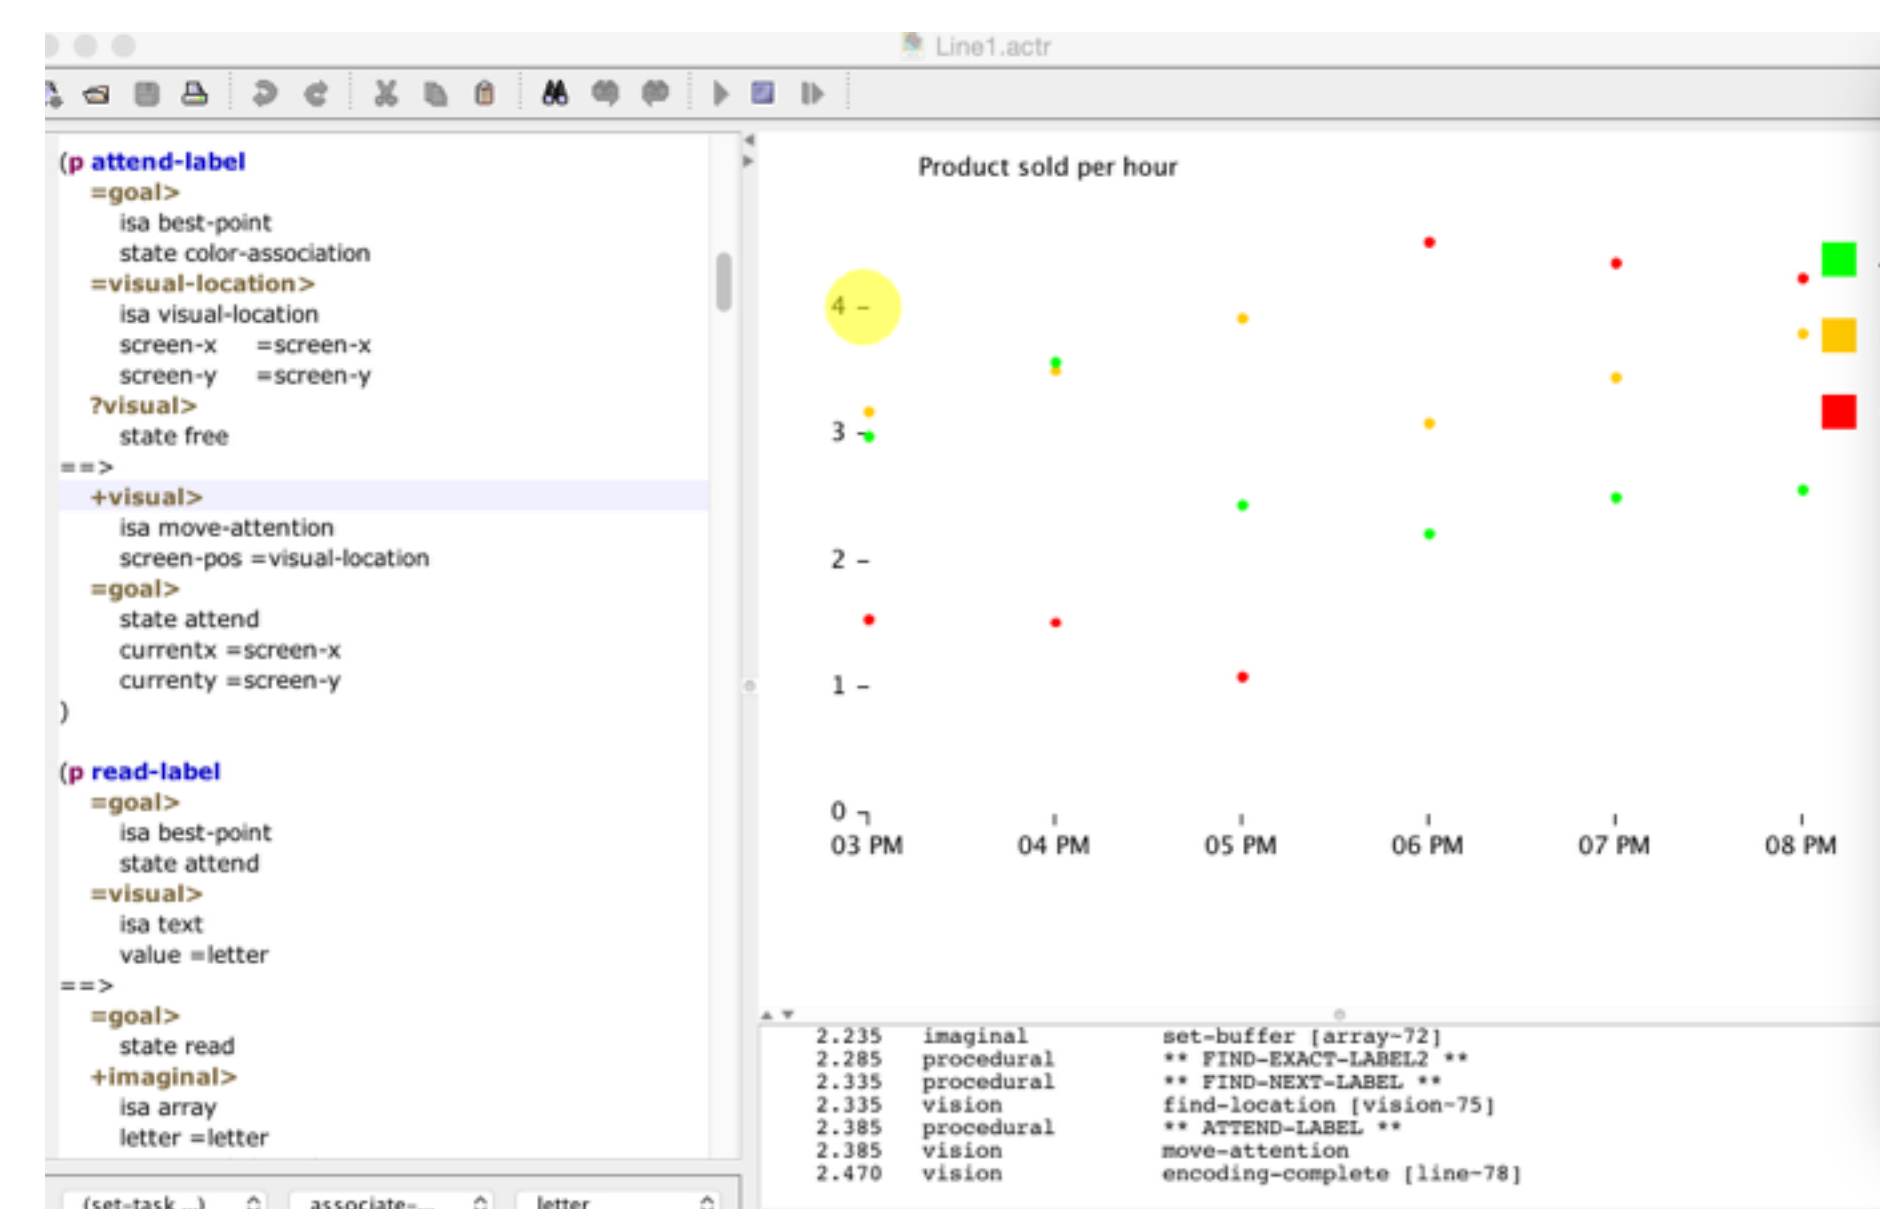 Line1.actr
(p attend-label
=goal>
isa best-point
state color-association
=visual-location>
isa visual-location
screen-x =screen-x
screen-y =screen-y
?visual>
state free
==>
+visual>
isa move-attention
screen-pos =visual-location
=goal>
state attend
currentx =screen-x
currenty =screen-y
)
(p read-label
=goal>
isa best-point
state attend
=visual>
isa text
value =letter
==>
=goal>
state read
+imaginal>
isa array
letter =letter
(set-task ...) associate-... letter
Product sold per hour
4
3
2
1
0
03 PM 04 PM 05 PM 06 PM 07 PM 08 PM
2.235 imaginal set-buffer [array~72]
2.285 procedural ** FIND-EXACT-LABEL2 **
2.335 procedural ** FIND-NEXT-LABEL **
2.335 vision find-location [vision~75]
2.385 procedural ** ATTEND-LABEL **
2.385 vision move-attention
2.470 vision encoding-complete [line~78]